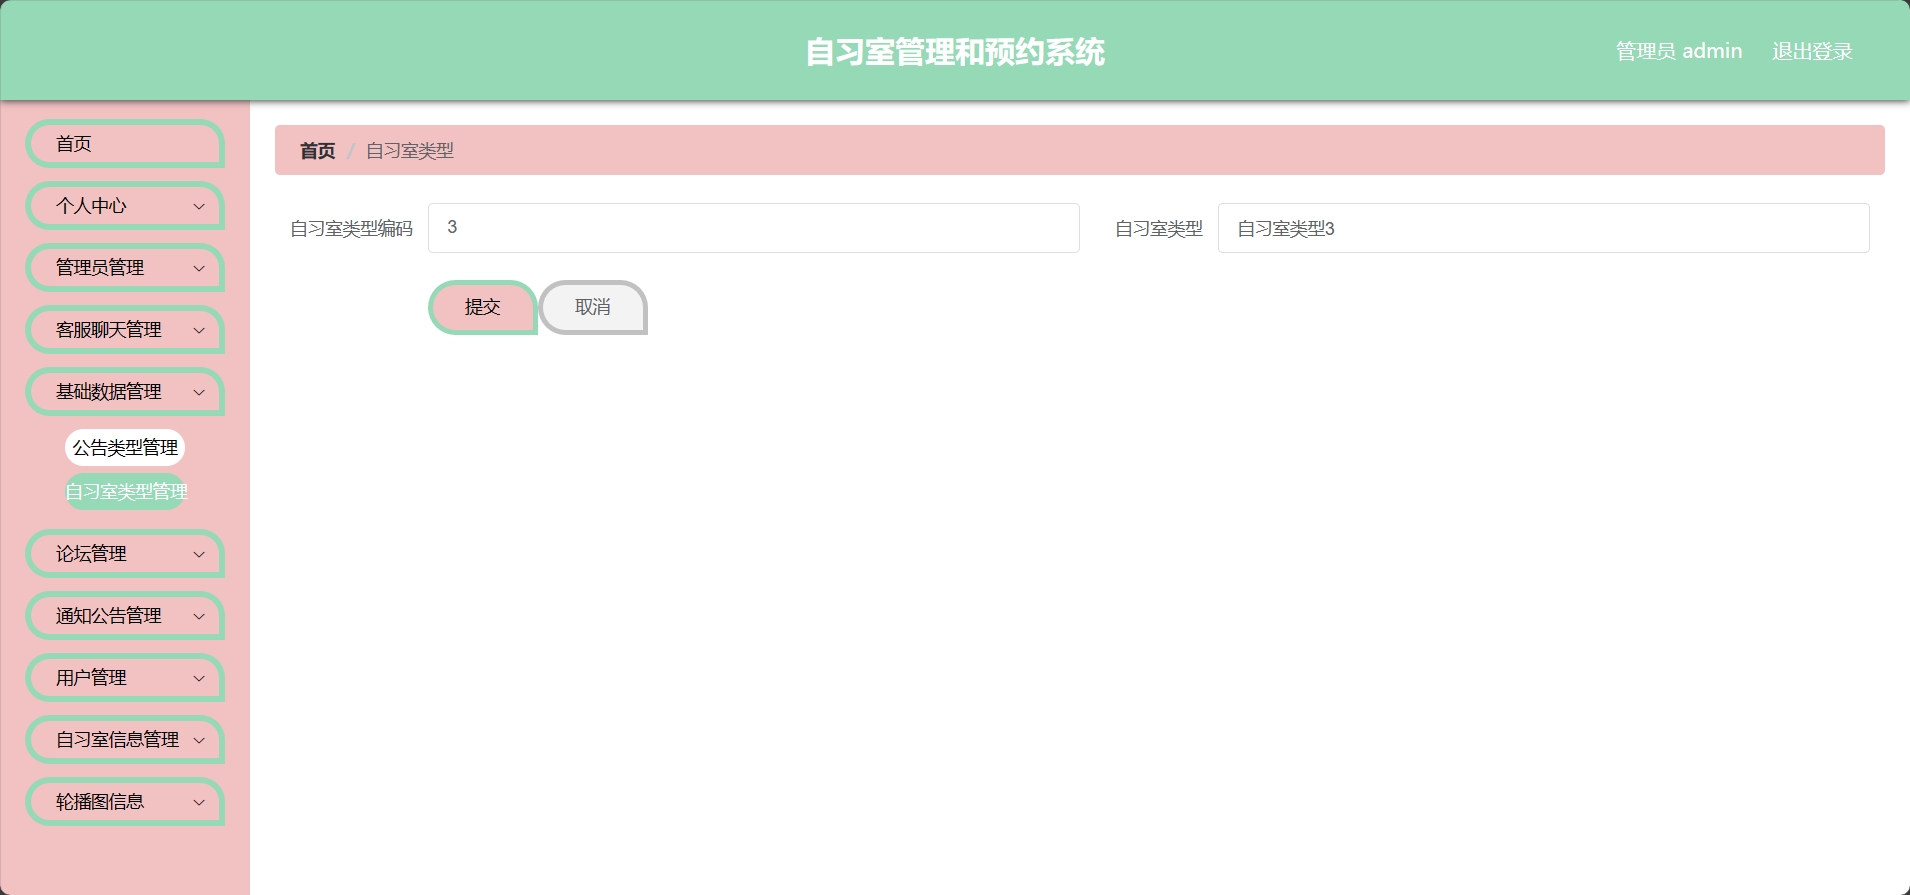 自习室管理和预约系统
管理员 admin 退出登录
首页
个人中心
管理员管理
客服聊天管理
基础数据管理
公告类型管理
自习室类型管理
论坛管理
通知公告管理
用户管理
自习室信息管理
轮播图信息
首页 / 自习室类型
自习室类型编码 3 自习室类型 自习室类型3
提交 取消